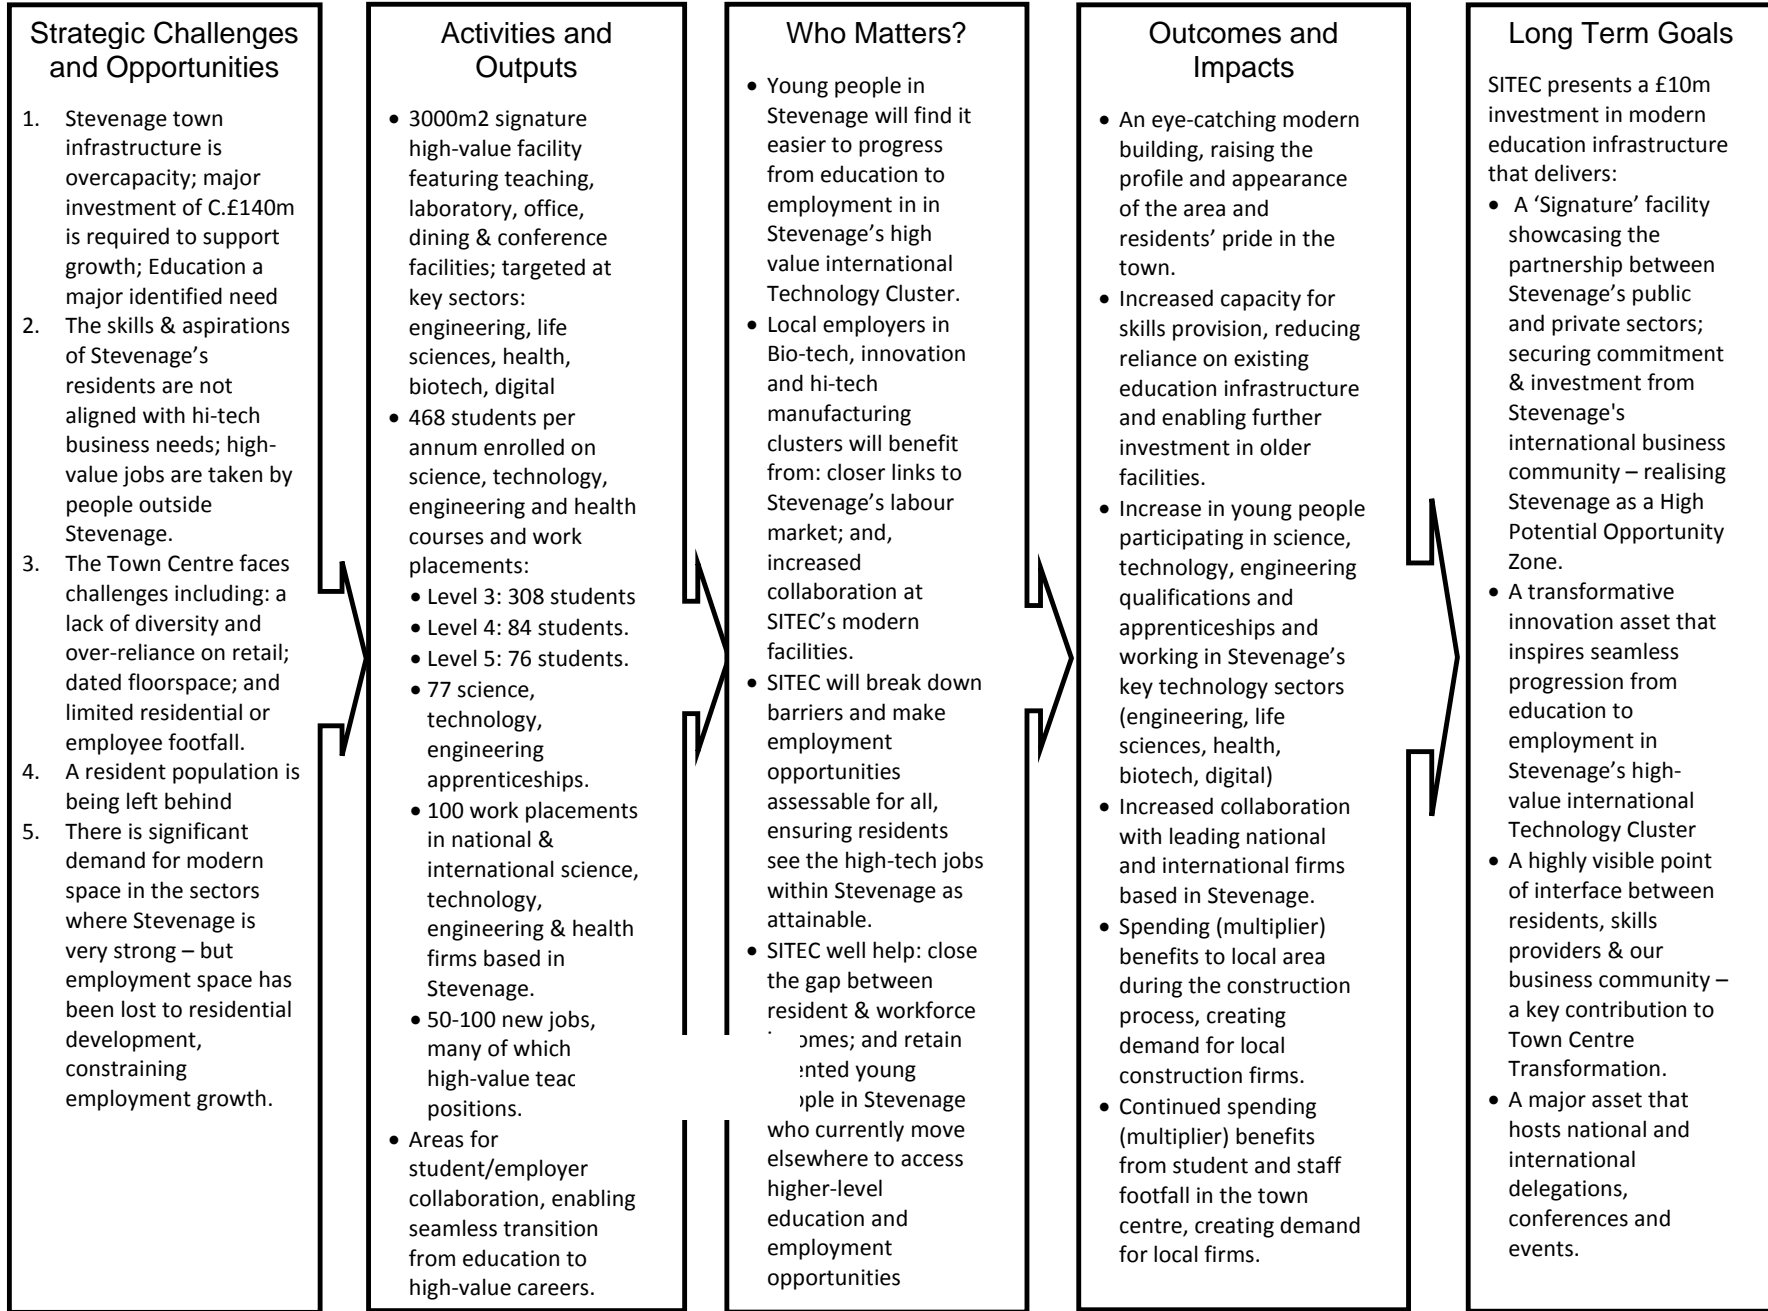 Strategic Challenges
and Opportunities
1. Stevenage town
infrastructure is
overcapacity; major
investment of C.£140m
is required to support
growth; Education a
major identified need
2. The skills & aspirations
of Stevenage’s
residents are not
aligned with hi-tech
business needs; high-
value jobs are taken by
people outside
Stevenage.
3. The Town Centre faces
challenges including: a
lack of diversity and
over-reliance on retail;
dated floorspace; and
limited residential or
employee footfall.
4. A resident population is
being left behind
5. There is significant
demand for modern
space in the sectors
where Stevenage is
very strong – but
employment space has
been lost to residential
development,
constraining
employment growth.
Activities and
Outputs
• 3000m2 signature
high-value facility
featuring teaching,
laboratory, office,
dining & conference
facilities; targeted at
key sectors:
engineering, life
sciences, health,
biotech, digital
• 468 students per
annum enrolled on
science, technology,
engineering and health
courses and work
placements:
• Level 3: 308 students
• Level 4: 84 students.
• Level 5: 76 students.
• 77 science,
technology,
engineering
apprenticeships.
• 100 work placements
in national &
international science,
technology,
engineering & health
firms based in
Stevenage.
• 50-100 new jobs,
many of which
high-value
positions.
• Areas for
student/employer
collaboration, enabling
seamless transition
from education to
high-value careers.
Who Matters?
• Young people in
Stevenage will find it
easier to progress
from education to
employment in in
Stevenage’s high
value international
Technology Cluster.
• Local employers in
Bio-tech, innovation
and hi-tech
manufacturing
clusters will benefit
from: closer links to
Stevenage’s labour
market; and,
increased
collaboration at
SITEC’s modern
facilities.
• SITEC will break down
barriers and make
employment
opportunities
assessable for all,
ensuring residents
see the high-tech jobs
within Stevenage as
attainable.
• SITEC well help: close
the gap between
resident & workforce
and retain
young
in Stevenage
who currently move
elsewhere to access
higher-level
education and
employment
opportunities
Outcomes and
Impacts
• An eye-catching modern
building, raising the
profile and appearance
of the area and
residents’ pride in the
town.
• Increased capacity for
skills provision, reducing
reliance on existing
education infrastructure
and enabling further
investment in older
facilities.
• Increase in young people
participating in science,
technology, engineering
qualifications and
apprenticeships and
working in Stevenage’s
key technology sectors
(engineering, life
sciences, health,
biotech, digital)
• Increased collaboration
with leading national
and international firms
based in Stevenage.
• Spending (multiplier)
benefits to local area
during the construction
process, creating
demand for local
construction firms.
• Continued spending
(multiplier) benefits
from student and staff
footfall in the town
centre, creating demand
for local firms.
Long Term Goals
SITEC presents a £10m
investment in modern
education infrastructure
that delivers:
• A ‘Signature’ facility
showcasing the
partnership between
Stevenage’s public
and private sectors;
securing commitment
& investment from
Stevenage's
international business
community – realising
Stevenage as a High
Potential Opportunity
Zone.
• A transformative
innovation asset that
inspires seamless
progression from
education to
employment in
Stevenage’s high-
value international
Technology Cluster
• A highly visible point
of interface between
residents, skills
providers & our
business community –
a key contribution to
Town Centre
Transformation.
• A major asset that
hosts national and
international
delegations,
conferences and
events.